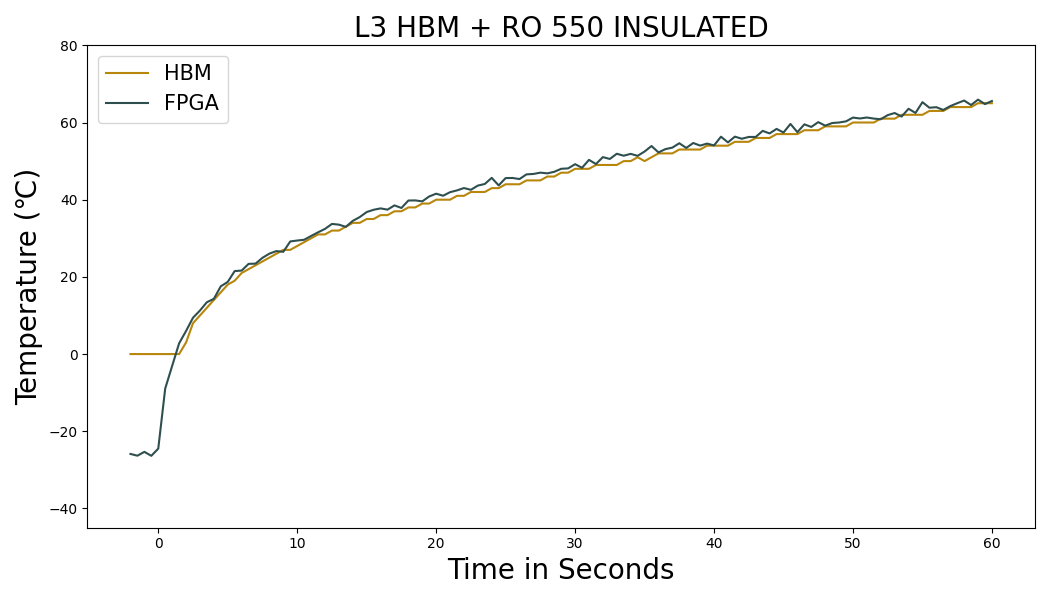 L3 HBM + RO 550 INSULATED
HBM
FPGA
Temperature (℃)
80
60
40
20
0
−20
−40
0 10 20 30 40 50 60
Time in Seconds